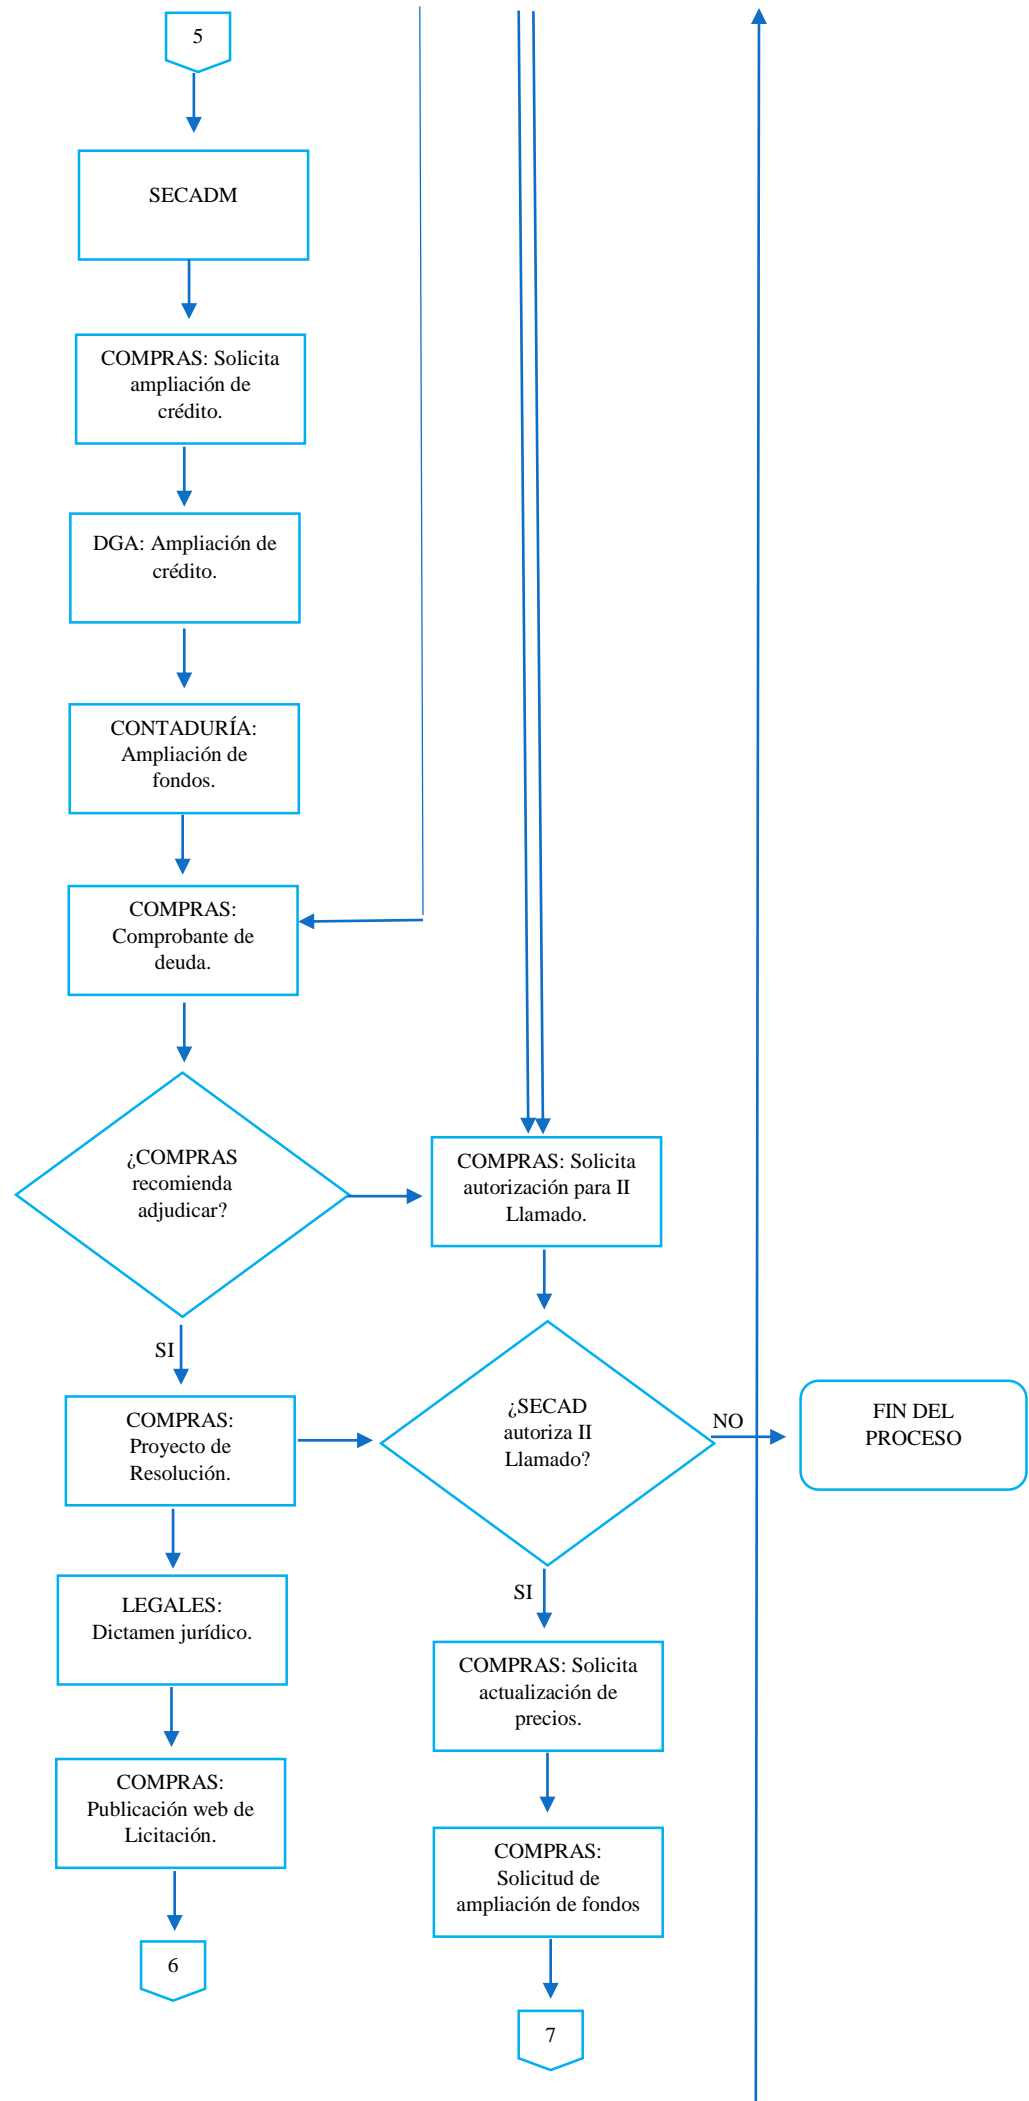 5
SECADM
COMPRAS: Solicita
ampliación de
crédito.
DGA: Ampliación de
crédito.
CONTADURÍA:
Ampliación de
fondos.
COMPRAS:
Comprobante de
deuda.
¿COMPRAS
recomienda
adjudicar?
COMPRAS: Solicita
autorización para II
Llamado.
SI
COMPRAS:
Proyecto de
Resolución.
¿SECAD
autoriza II
Llamado?
NO
FIN DEL
PROCESO
LEGALES:
Dictamen jurídico.
SI
COMPRAS: Solicita
actualización de
precios.
COMPRAS:
Publicación web de
Licitación.
COMPRAS:
Solicitud de
ampliación de fondos
6
7